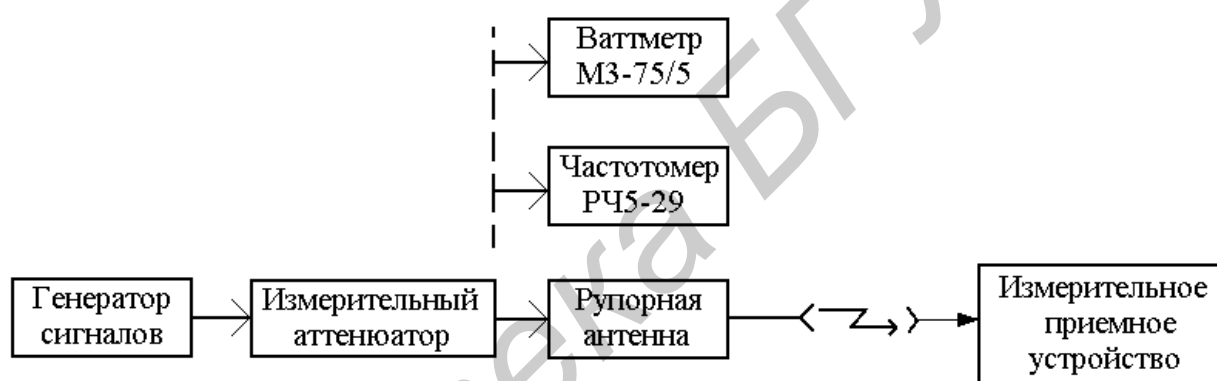 Ваттметр
М3-75/5
Частотомер
РЧ5-29
Генератор
сигналов
Измерительный
аттенюатор
Рупорная
антенна
Измерительное
приемное
устройство